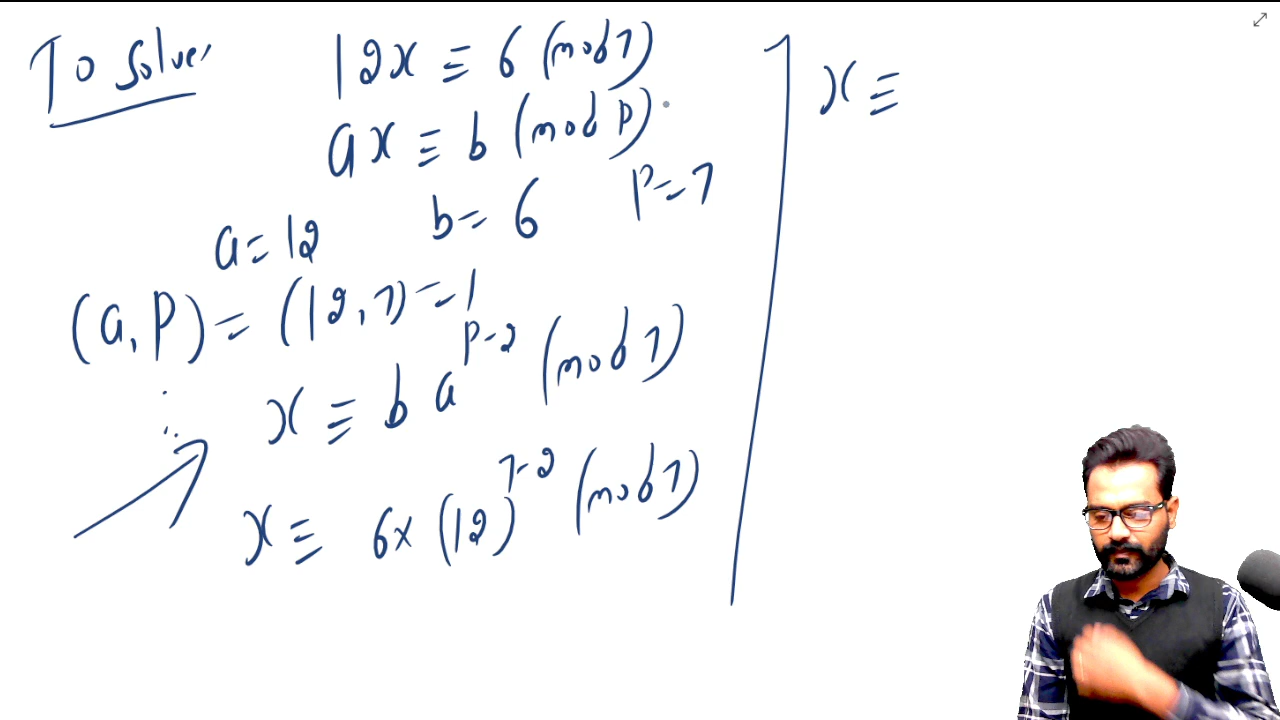 To solve,
12x ≡ 6 (mod 7)
ax ≡ b (mod p)
a = 12 b = 6 p = 7
(a, p) = (12, 7) = 1
∴ x ≡ b a^{p-2} (mod 7)
x ≡ 6 x (12)^{7-2} (mod 7)
x ≡